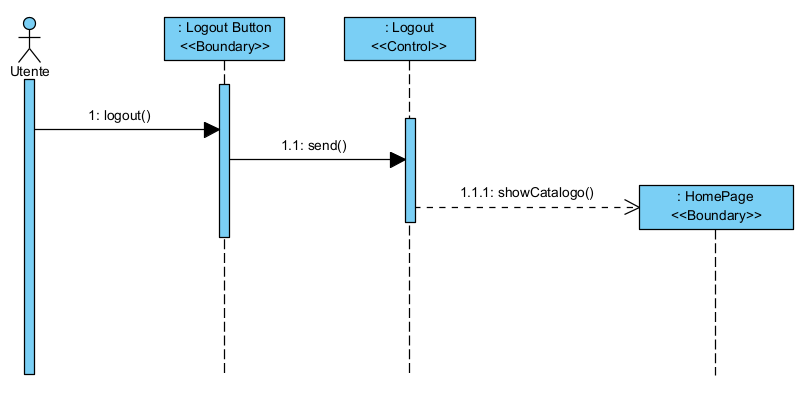 : Logout Button
<<Boundary>>
: Logout
<<Control>>
Utente
1: logout()
1.1: send()
1.1.1: showCatalogo()
: HomePage
<<Boundary>>